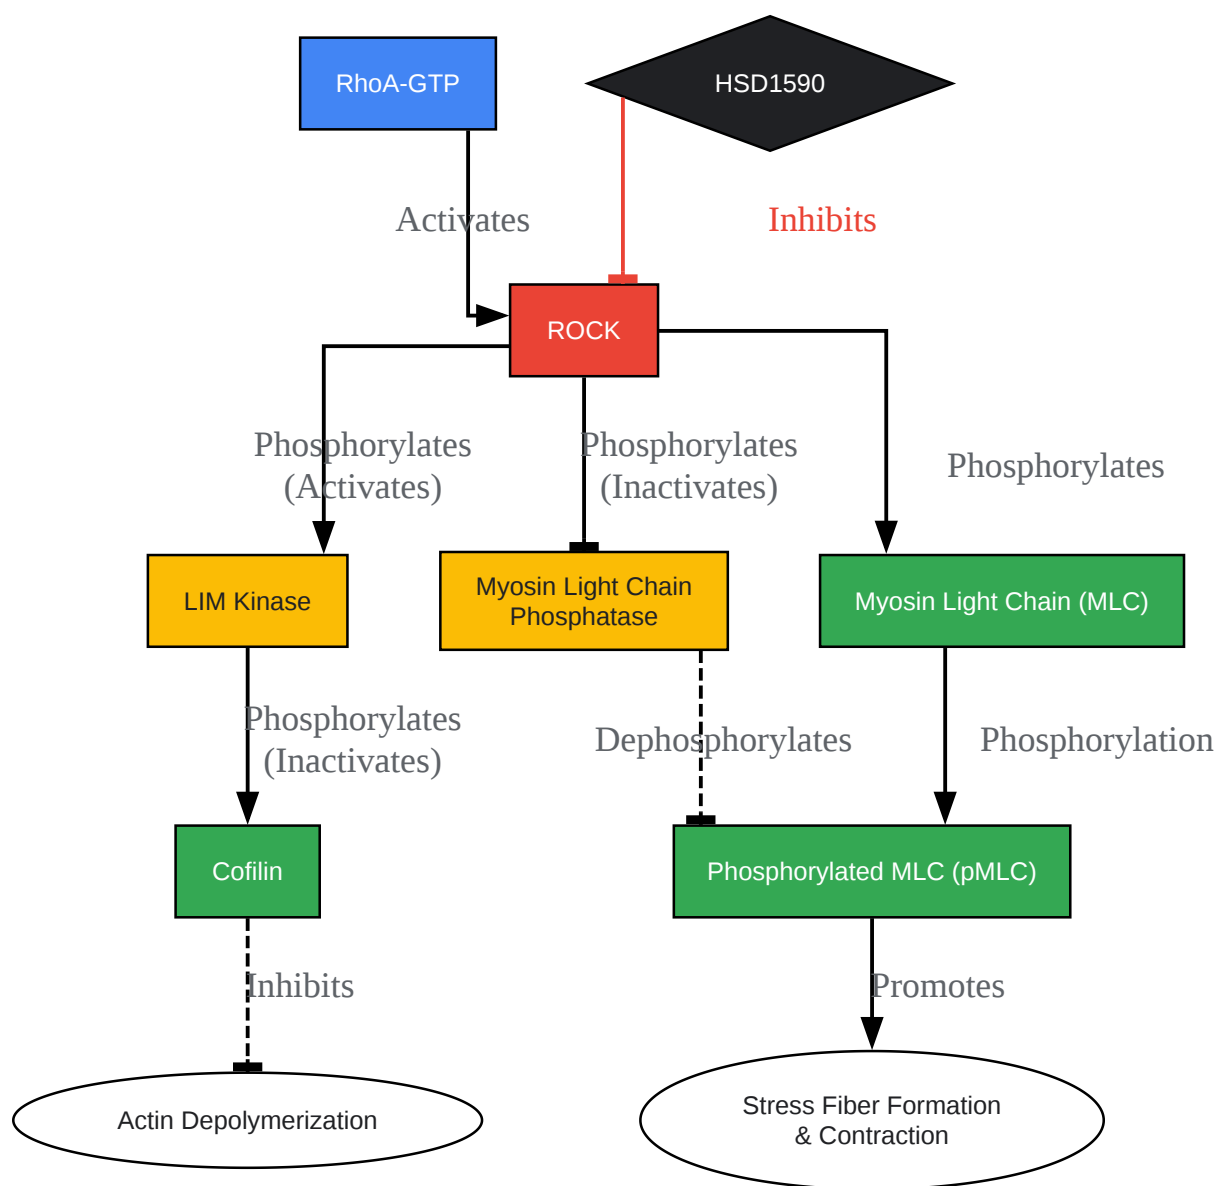 RhoA-GTP
HSD1590
Activates
Inhibits
ROCK
Phosphorylates
(Activates)
Phosphorylates
(Inactivates)
Phosphorylates
LIM Kinase
Myosin Light Chain
Phosphatase
Myosin Light Chain (MLC)
Phosphorylates
(Inactivates)
Dephosphorylates
Phosphorylation
Cofilin
Phosphorylated MLC (pMLC)
Inhibits
Promotes
Actin Depolymerization
Stress Fiber Formation
& Contraction